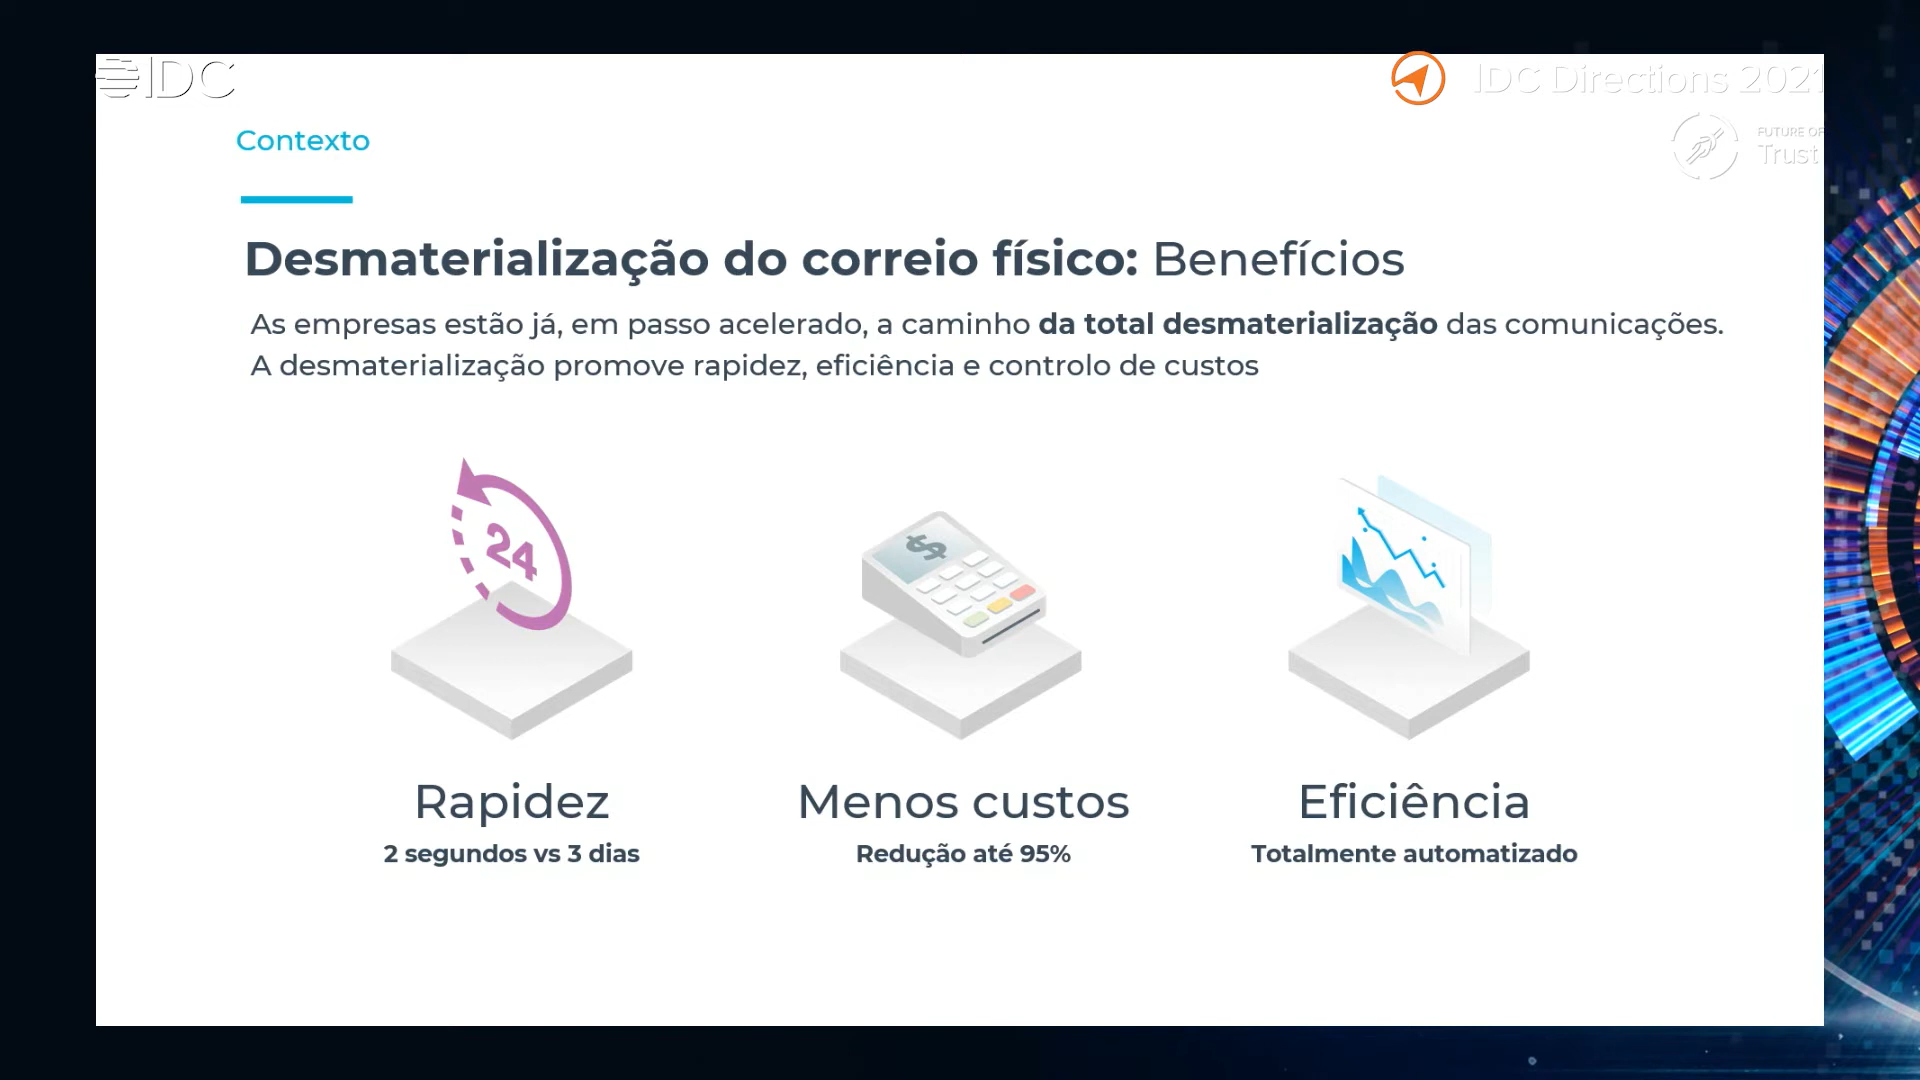 IDC
IDC Directions 2021
FUTURE OF
Trust
Contexto
Desmaterialização do correio físico: Benefícios
As empresas estão já, em passo acelerado, a caminho da total desmaterialização das comunicações.
A desmaterialização promove rapidez, eficiência e controlo de custos
24
$
Rapidez
Menos custos
Eficiência
2 segundos vs 3 dias
Redução até 95%
Totalmente automatizado